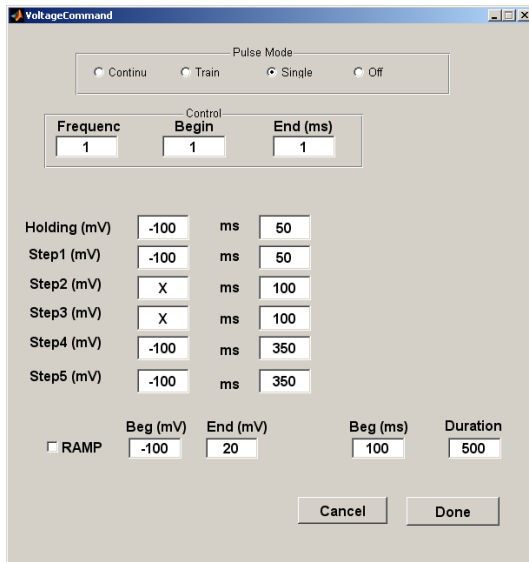 VoltageCommand
Pulse Mode
Continu Train Single Off
Control
Frequenc Begin End (ms)
1 1 1
Holding (mV) -100 ms 50
Step1 (mV) -100 ms 50
Step2 (mV) X ms 100
Step3 (mV) X ms 100
Step4 (mV) -100 ms 350
Step5 (mV) -100 ms 350
Beg (mV) End (mV) Beg (ms) Duration
RAMP -100 20 100 500
Cancel Done